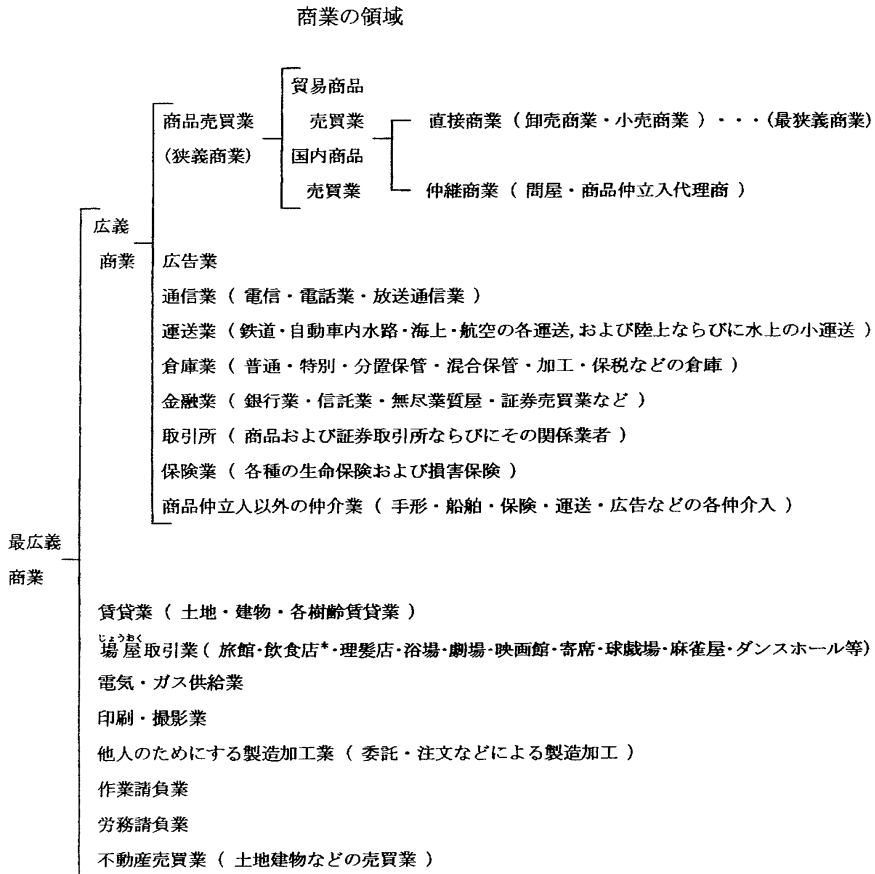 商業の領域
貿易商品
商品売買業 売買業 直接商業（卸売商業・小売商業）・・・(最狭義商業)
(狭義商業) 国内商品
売買業 仲継商業（問屋・商品仲立入代理商）
広義
商業 広告業
通信業（電信・電話業・放送通信業）
運送業（鉄道・自動車内水路・海上・航空の各運送,および陸上ならびに水上の小運送）
倉庫業（普通・特別・分置保管・混合保管・加工・保税などの倉庫）
金融業（銀行業・信託業・無尽業質屋・証券売買業など）
取引所（商品および証券取引所ならびにその関係業者）
保険業（各種の生命保険および損害保険）
商品仲立人以外の仲介業（手形・船舶・保険・運送・広告などの各仲介入）
最広義
商業
賃貸業（土地・建物・各樹齢賃貸業）
じょうおく
場屋取引業(旅館・飲食店*・理髪店・浴場・劇場・映画館・寄席・球戯場・麻雀屋・ダンスホール等)
電気・ガス供給業
印刷・撮影業
他人のためにする製造加工業（委託・注文などによる製造加工）
作業請負業
労務請負業
不動産売買業（土地建物などの売買業）